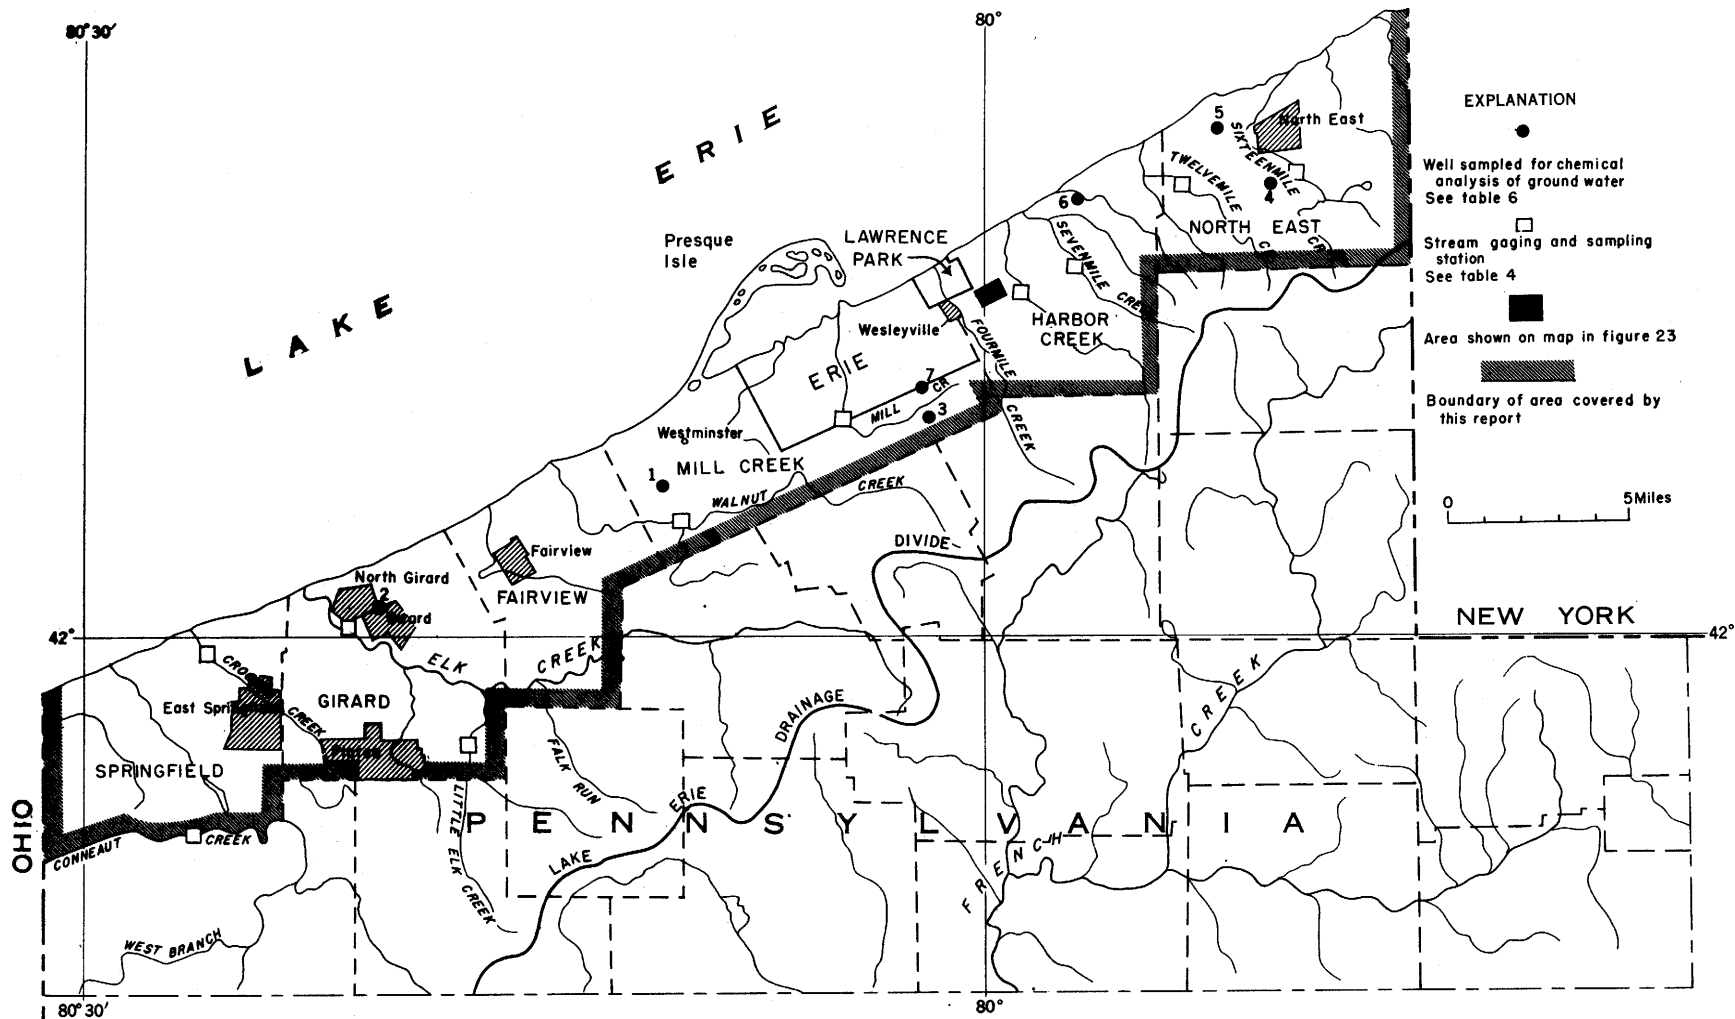 80° 30'
80°
LAKE ERIE
Presque
Isle
LAWRENCE
PARK
Wesleyville
ERIE
FOURMILE
CREEK
HARBOR
CREEK
SEVENMILE CREEK
TWELVEMILE
CR
SIXTEENMILE
CR
North East
NORTH EAST
5
4
6
7
3
MILL
CR
Westminster
MILL CREEK
1
WALNUT
CREEK
Fairview
FAIRVIEW
North Girard
2
Girard
42°
ELK
CREEK
East Springfield
GIRARD
CREEK
SPRINGFIELD
OHIO
CONNEAUT
CREEK
WEST BRANCH
LITTLE ELK CREEK
FALK
RUN
LAKE
ERIE
DRAINAGE
DIVIDE
PENNSYLVANIA
FRENCH
CREEK
NEW YORK
42°
80° 30'
80°
EXPLANATION
Well sampled for chemical
analysis of ground water
See table 6
Stream gaging and sampling
station
See table 4
Area shown on map in figure 23
Boundary of area covered by
this report
0
5 Miles